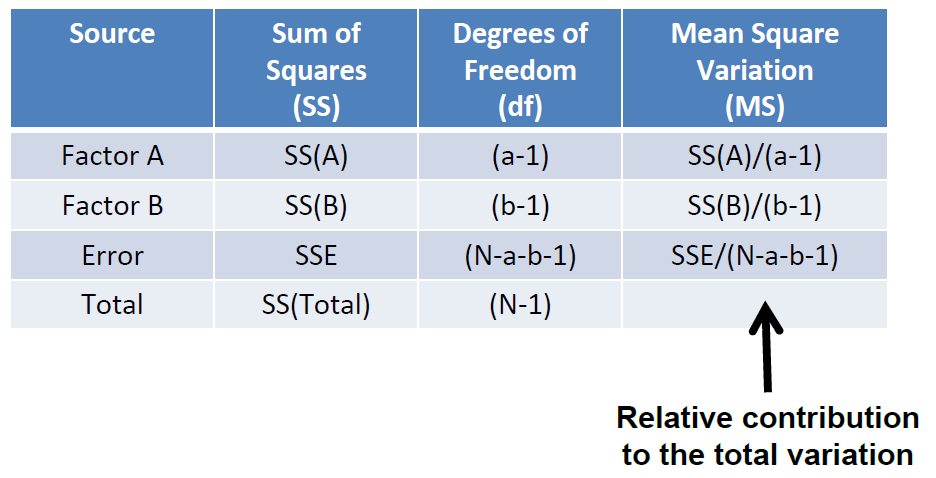 Source
Sum of
Squares
(SS)
Degrees of
Freedom
(df)
Mean Square
Variation
(MS)
Factor A SS(A) (a-1) SS(A)/(a-1)
Factor B SS(B) (b-1) SS(B)/(b-1)
Error SSE (N-a-b-1) SSE/(N-a-b-1)
Total SS(Total) (N-1)
Relative contribution
to the total variation